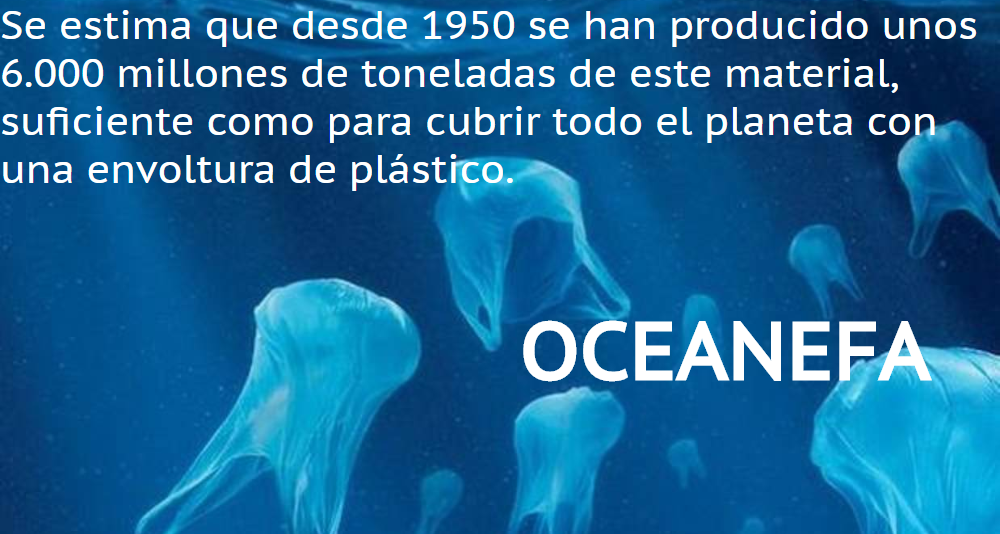 Se estima que desde 1950 se han producido unos
6.000 millones de toneladas de este material,
suficiente como para cubrir todo el planeta con
una envoltura de plástico.
OCEANEFA